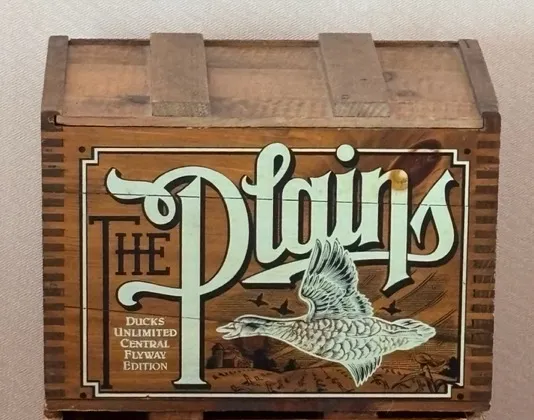 THE
Plains
DUCKS
UNLIMITED
CENTRAL
FLYWAY
EDITION